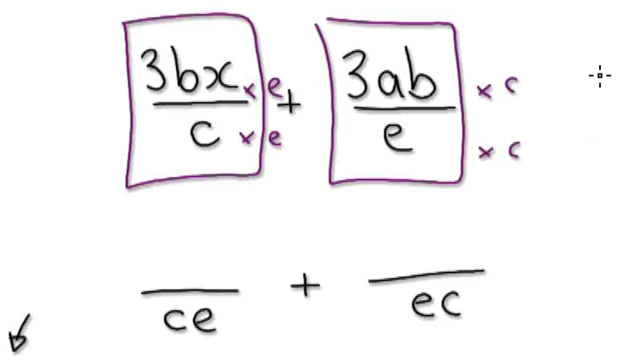 3bx × e + 3ab × c
c × e e × c
+
ce ec